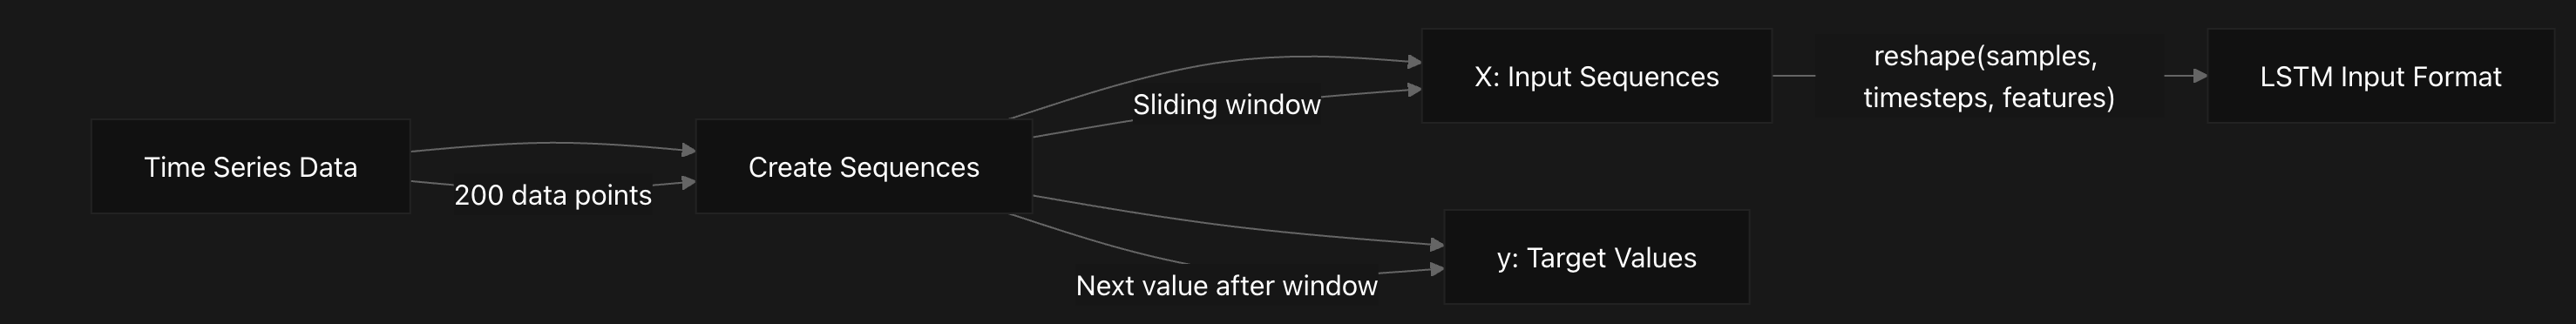 Time Series Data
200 data points
Create Sequences
Sliding window
Next value after window
X: Input Sequences
y: Target Values
reshape(samples,
timesteps, features)
LSTM Input Format